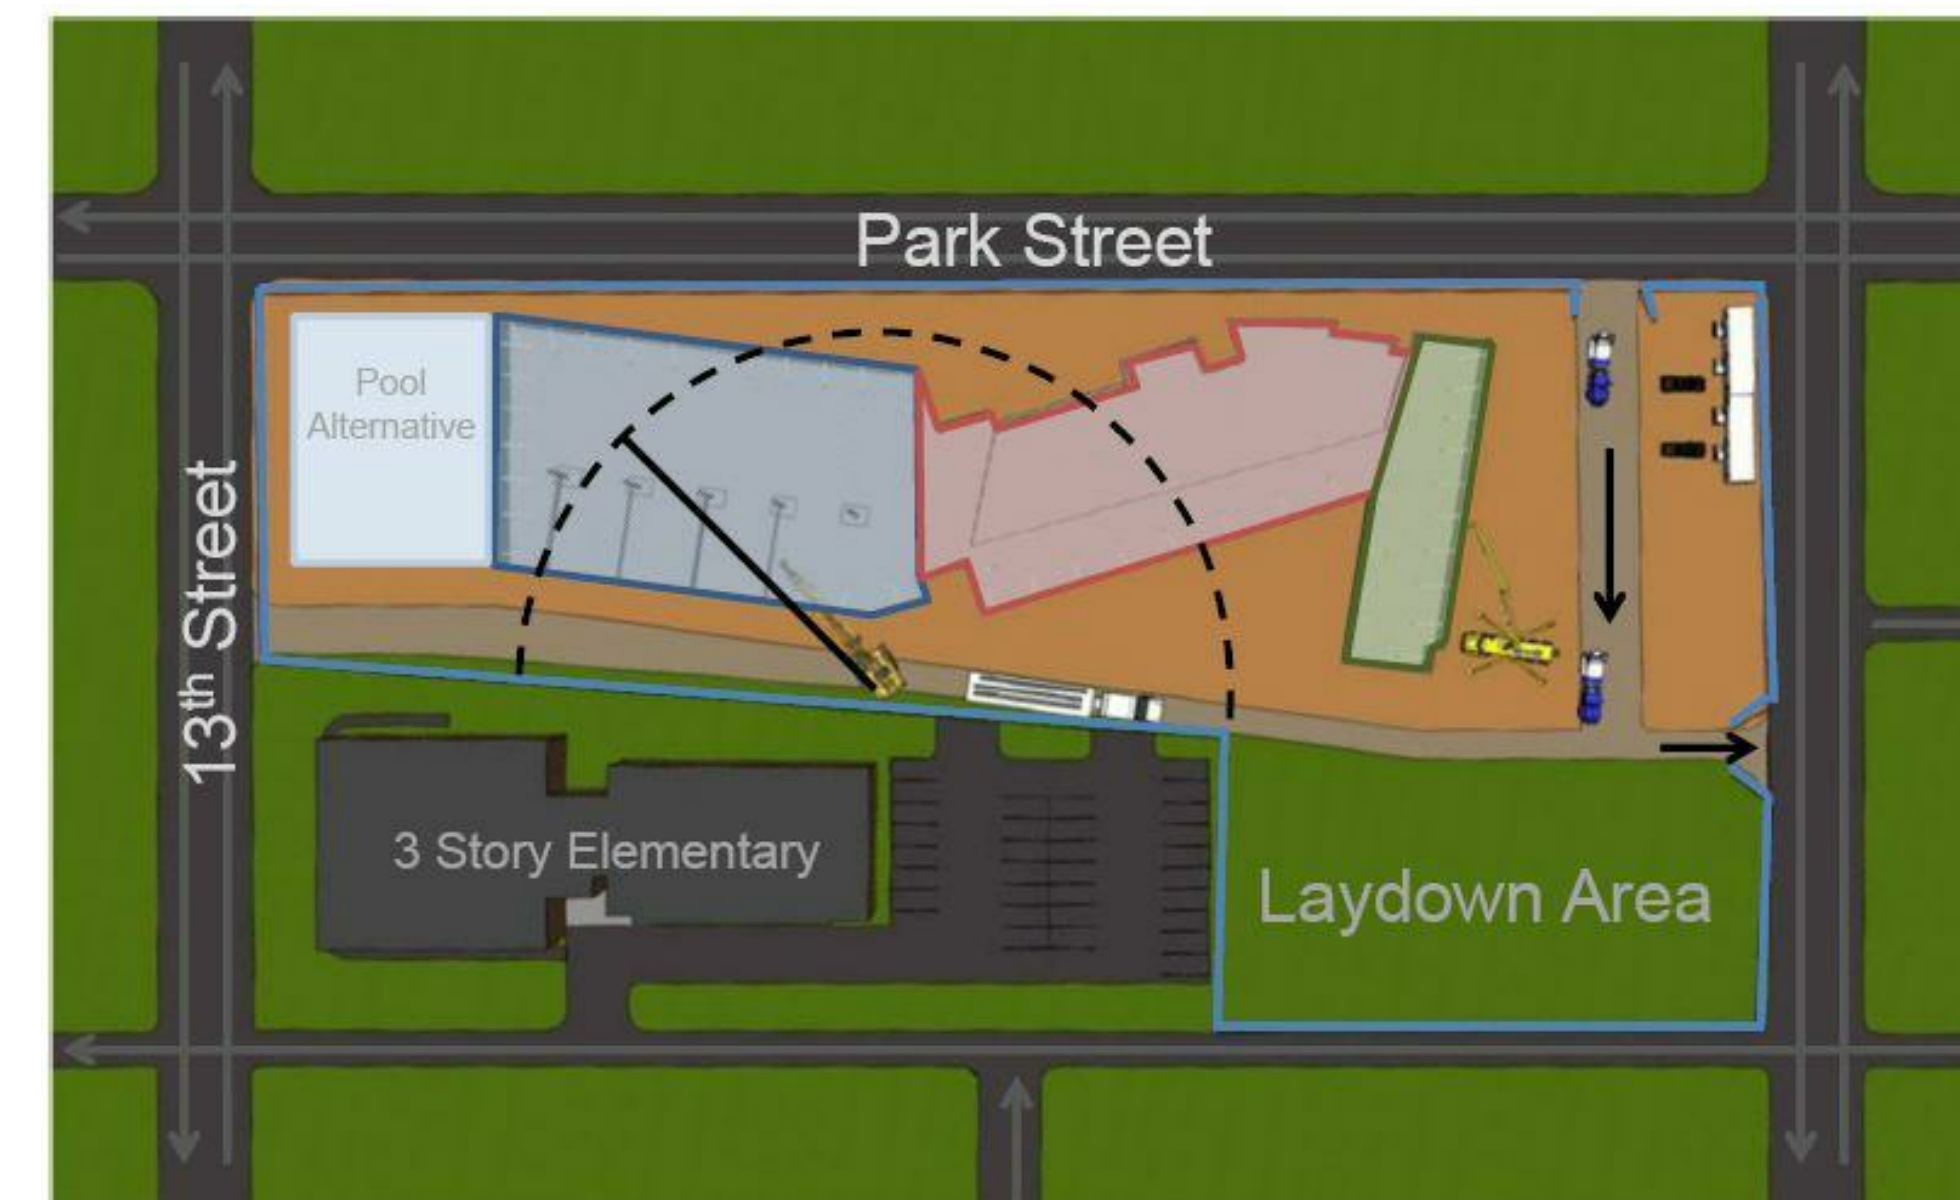 Park Street
Pool
Alternative
13th Street
3 Story Elementary
Laydown Area